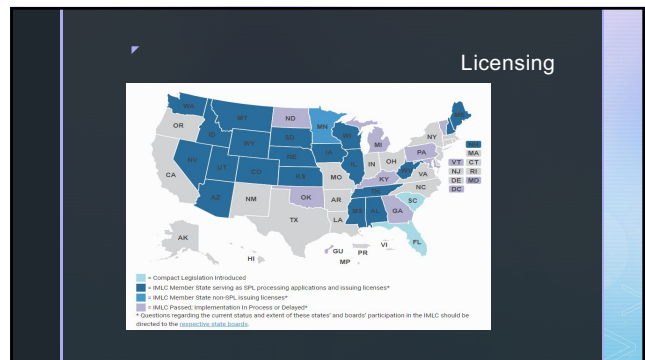 Licensing
WA
MT
ND
MN
ME
OR
ID
SD
WI
NY
WY
MI
NH
IA
NE
PA
MA
NV
UT
IL
IN
OH
VT CT
CO
WV
NJ RI
CA
KS
MO
VA
DE MD
KY
DC
NC
TN
AZ
OK
NM
AR
SC
MS AL GA
TX
LA
FL
AK
GU
VI
PR
HI
MP
= Compact Legislation Introduced
= IMLC Member State serving as SPL processing applications and issuing licenses*
= IMLC Member State non-SPL issuing licenses*
= IMLC Passed; Implementation In Process or Delayed*
* Questions regarding the current status and extent of these states' and boards' participation in the IMLC should be
directed to the respective state boards.